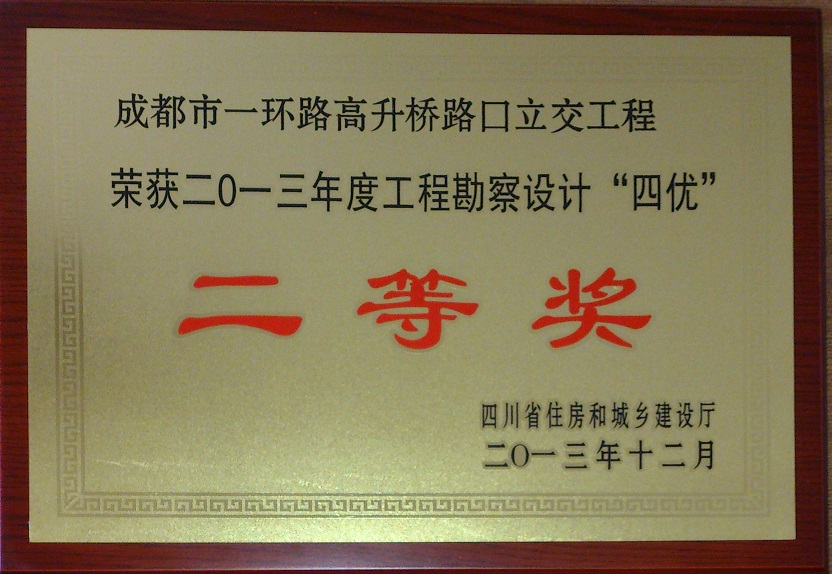 成都市一环路高升桥路口立交工程
荣获二〇一三年度工程勘察设计“四优”
二等奖
四川省住房和城乡建设厅
二〇一三年十二月